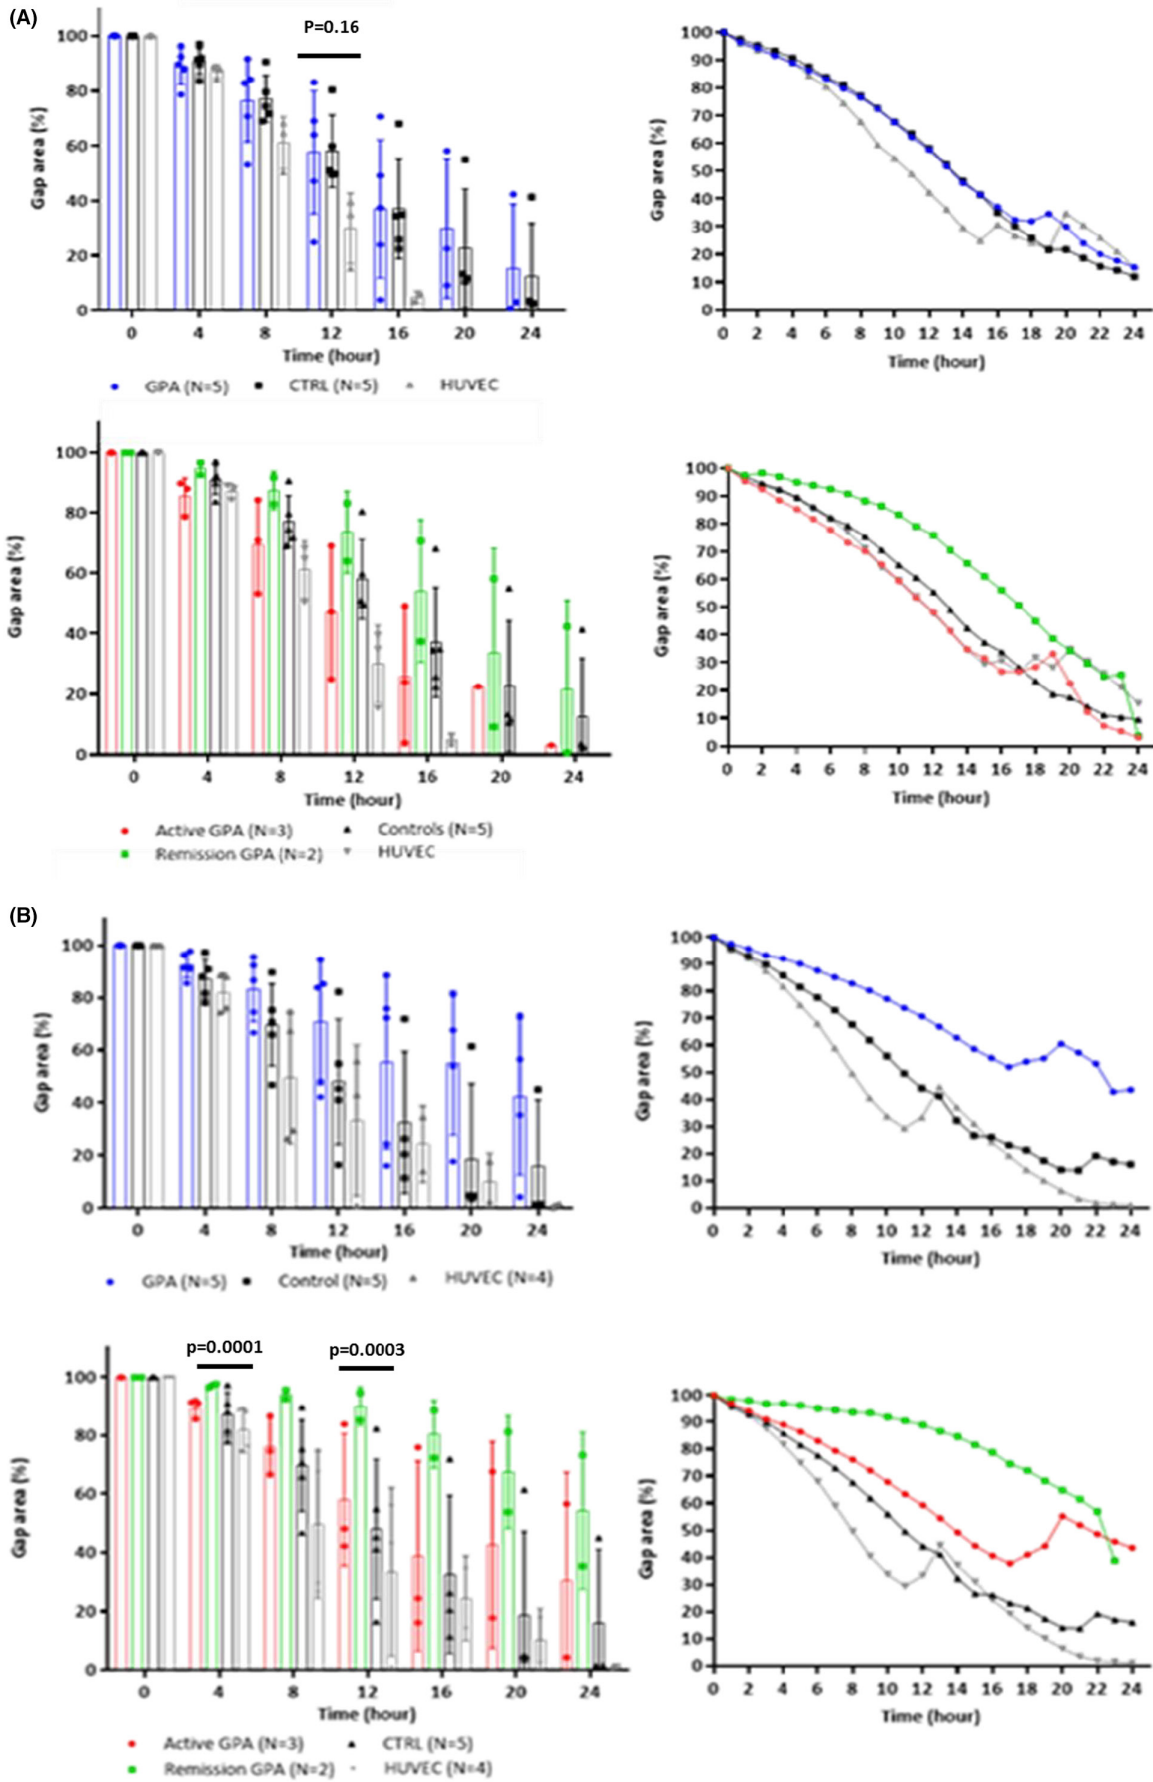 (A)
P=0.16
Gap area (%)
100
80
60
40
20
0
0 4 8 12 16 20 24
Time (hour)
GPA (N=5) CTRL (N=5) HUVEC
Gap area (%)
100
90
80
70
60
50
40
30
20
10
0
0 2 4 6 8 10 12 14 16 18 20 22 24
Time (hour)
Gap area (%)
100
80
60
40
20
0
0 4 8 12 16 20 24
Time (hour)
Active GPA (N=3) Controls (N=5)
Remission GPA (N=2) HUVEC
Gap area (%)
100
90
80
70
60
50
40
30
20
10
0
0 2 4 6 8 10 12 14 16 18 20 22 24
Time (hour)
(B)
Gap area (%)
100
80
60
40
20
0
0 4 8 12 16 20 24
Time (hour)
GPA (N=5) Control (N=5) HUVEC (N=4)
Gap area (%)
100
90
80
70
60
50
40
30
20
10
0
0 2 4 6 8 10 12 14 16 18 20 22 24
Time (hour)
p=0.0001 p=0.0003
Gap area (%)
100
80
60
40
20
0
0 4 8 12 16 20 24
Time (hour)
Active GPA (N=3) CTRL (N=5)
Remission GPA (N=2) HUVEC (N=4)
Gap area (%)
100
90
80
70
60
50
40
30
20
10
0
0 2 4 6 8 10 12 14 16 18 20 22 24
Time (hour)